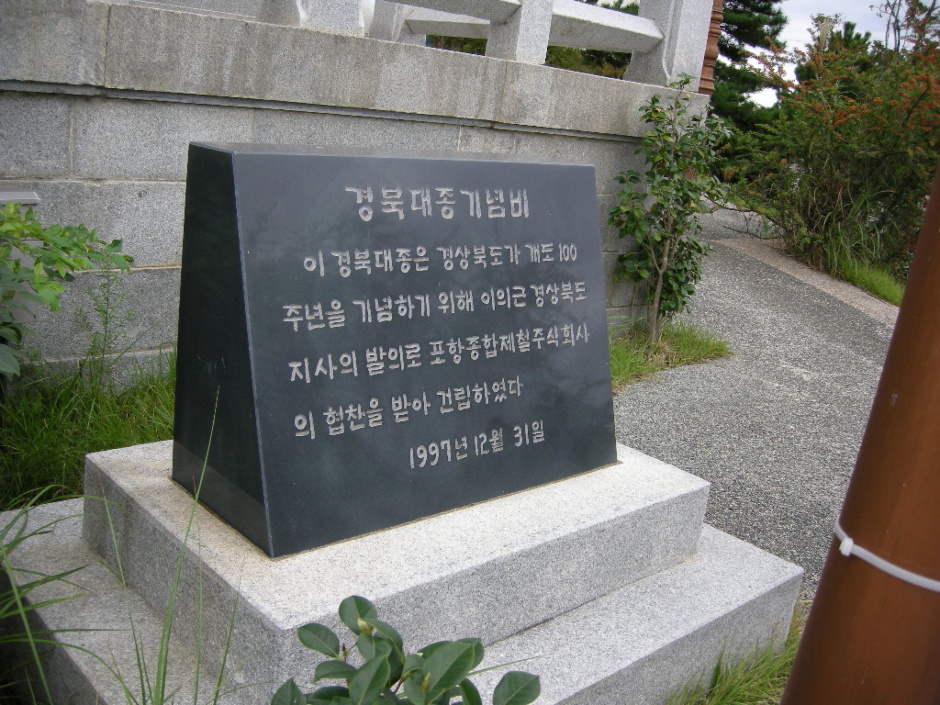 경북대종기념비
이 경북대종은 경상북도가 개도 100
주년을 기념하기 위해 이의근 경상북도
지사의 발의로 포항종합제철주식회사
의 협찬을 받아 건립하였다
1997년 12월 31일